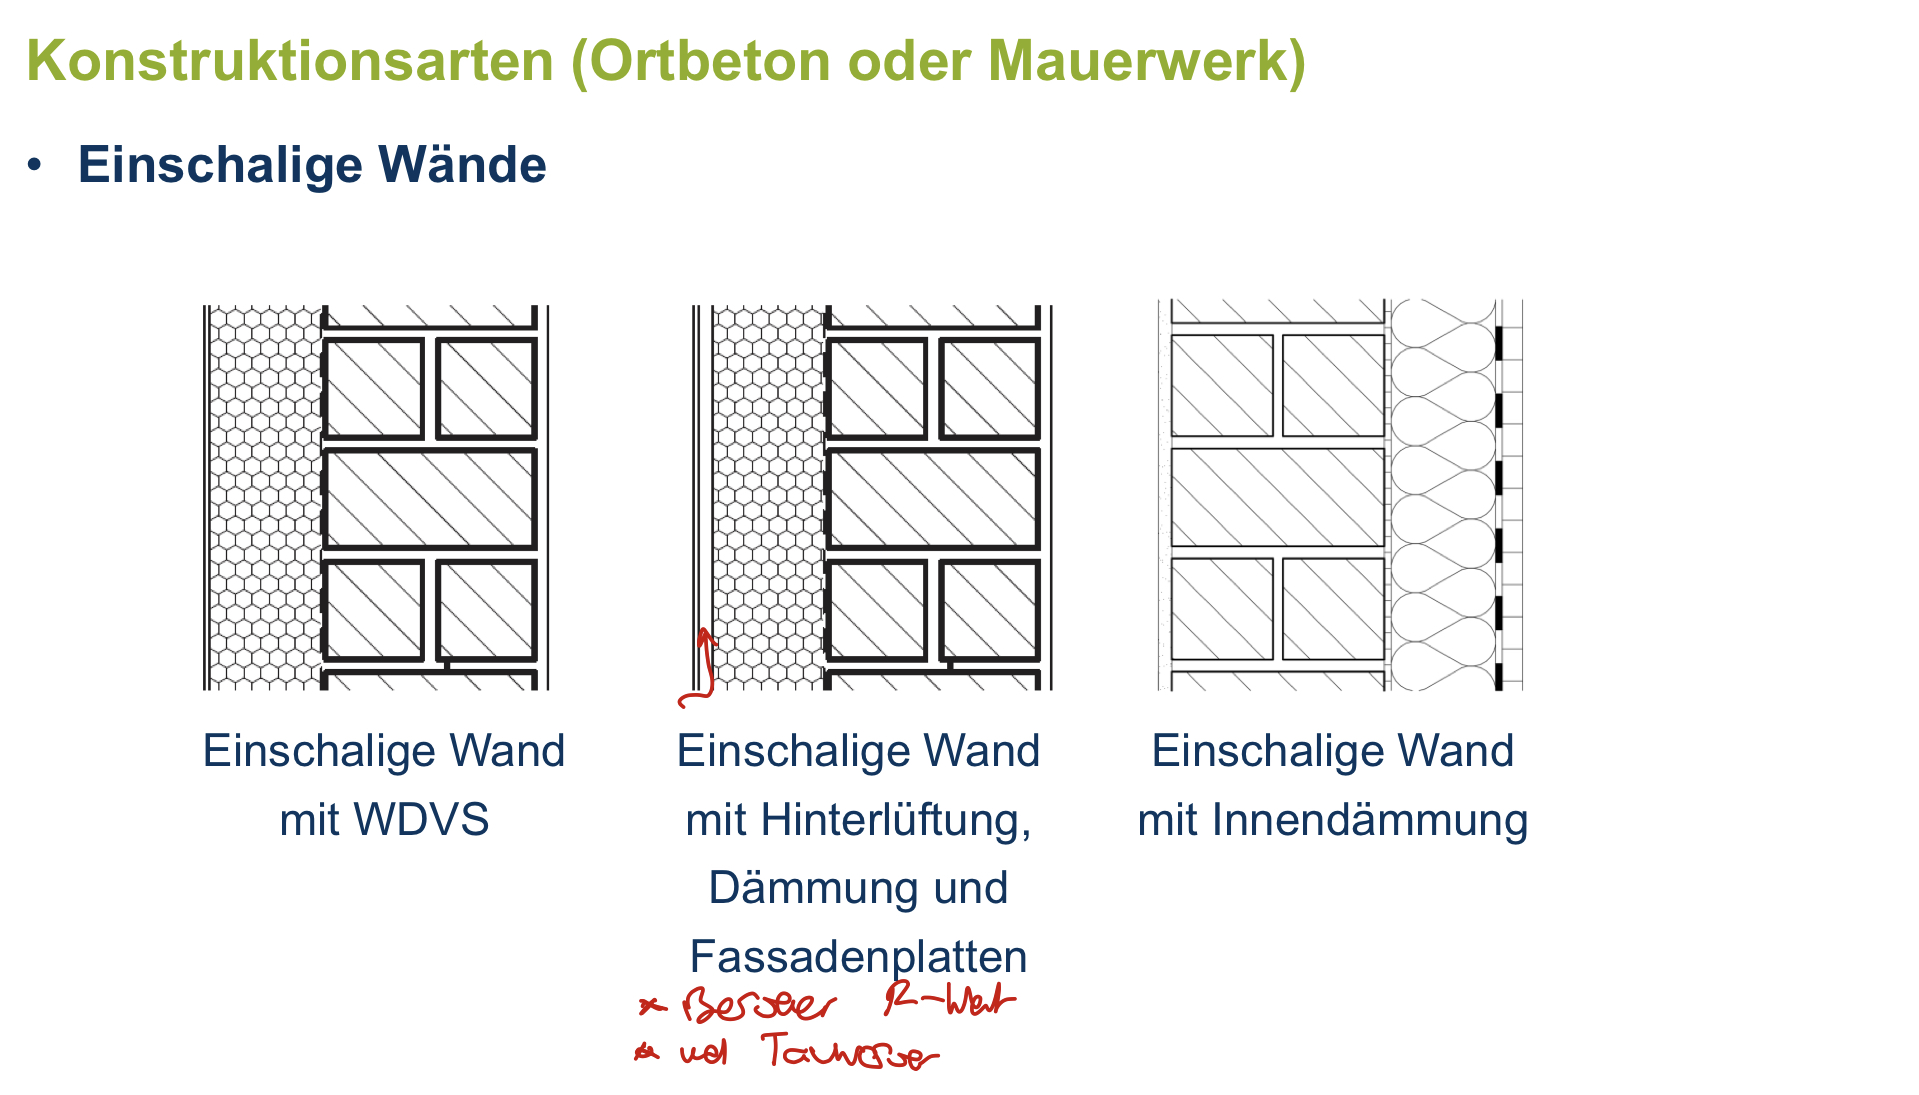 Konstruktionsarten (Ortbeton oder Mauerwerk)
• Einschalige Wände
Einschalige Wand
mit WDVS
Einschalige Wand
mit Hinterlüftung,
Dämmung und
Fassadenplatten
Einschalige Wand
mit Innendämmung
Besserer R-Wert
Tauwasser